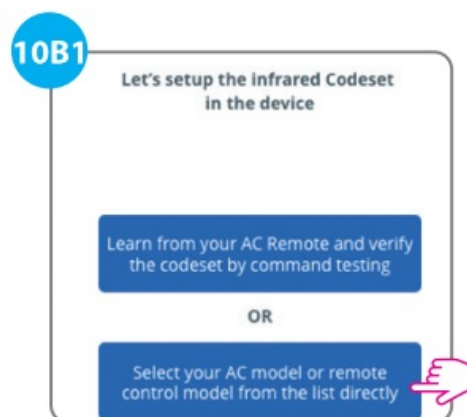 10B1
Let's setup the infrared Codeset
in the device
Learn from your AC Remote and verify
the codeset by command testing
OR
Select your AC model or remote
control model from the list directly